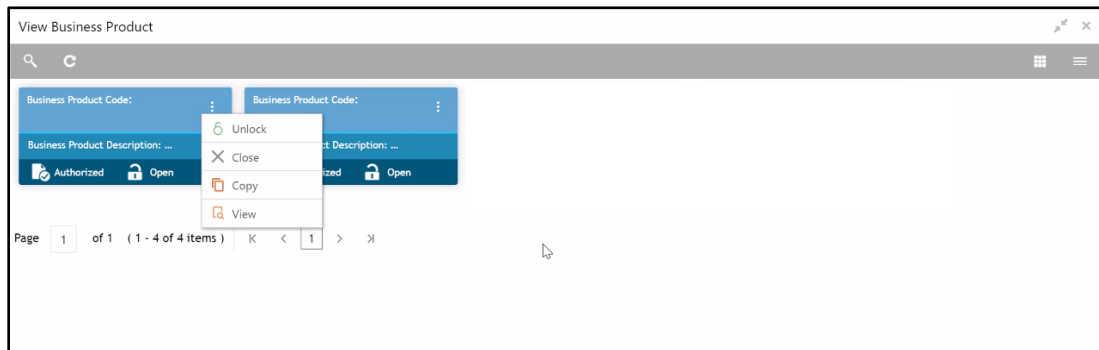 View Business Product
Business Product Code: Business Product Code:
Unlock
Business Product Description: ... ct Description: ...
Close
Authorized Open ized Open
Copy
View
Page 1 of 1 ( 1 - 4 of 4 items ) 1